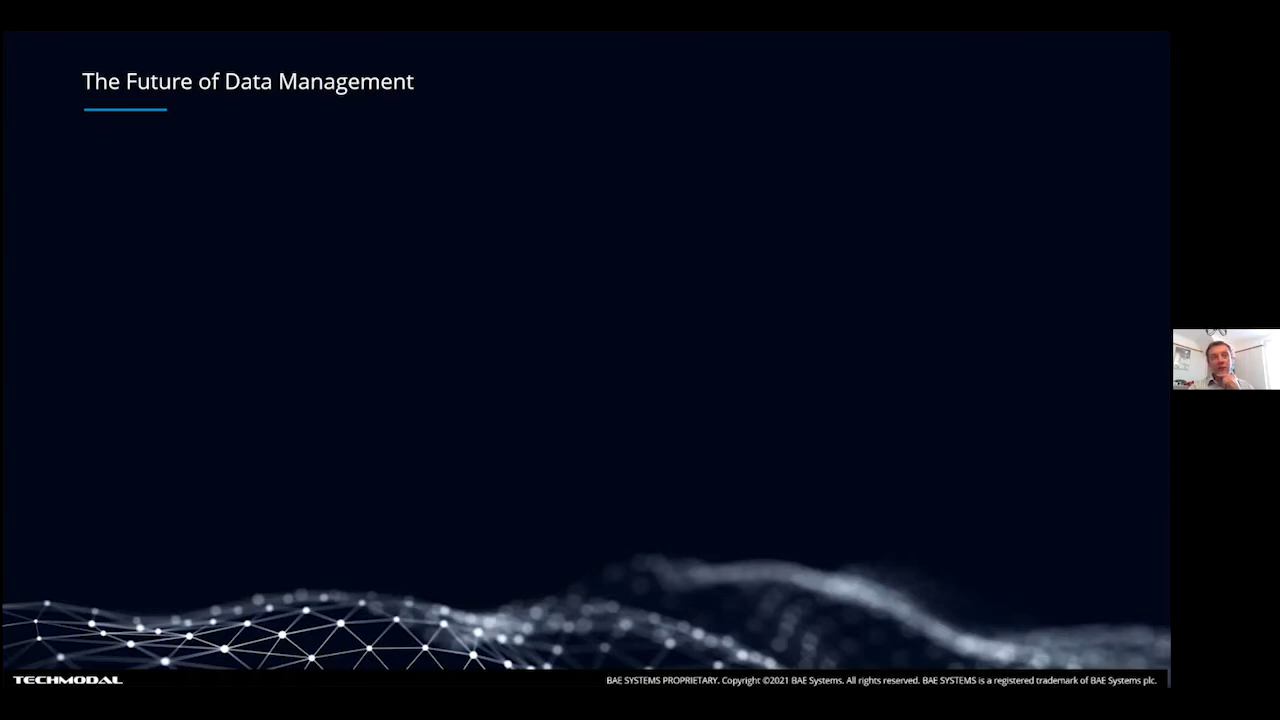 The Future of Data Management
TECHMODAL
BAE SYSTEMS PROPRIETARY. Copyright ©2021 BAE Systems. All rights reserved. BAE SYSTEMS is a registered trademark of BAE Systems plc.